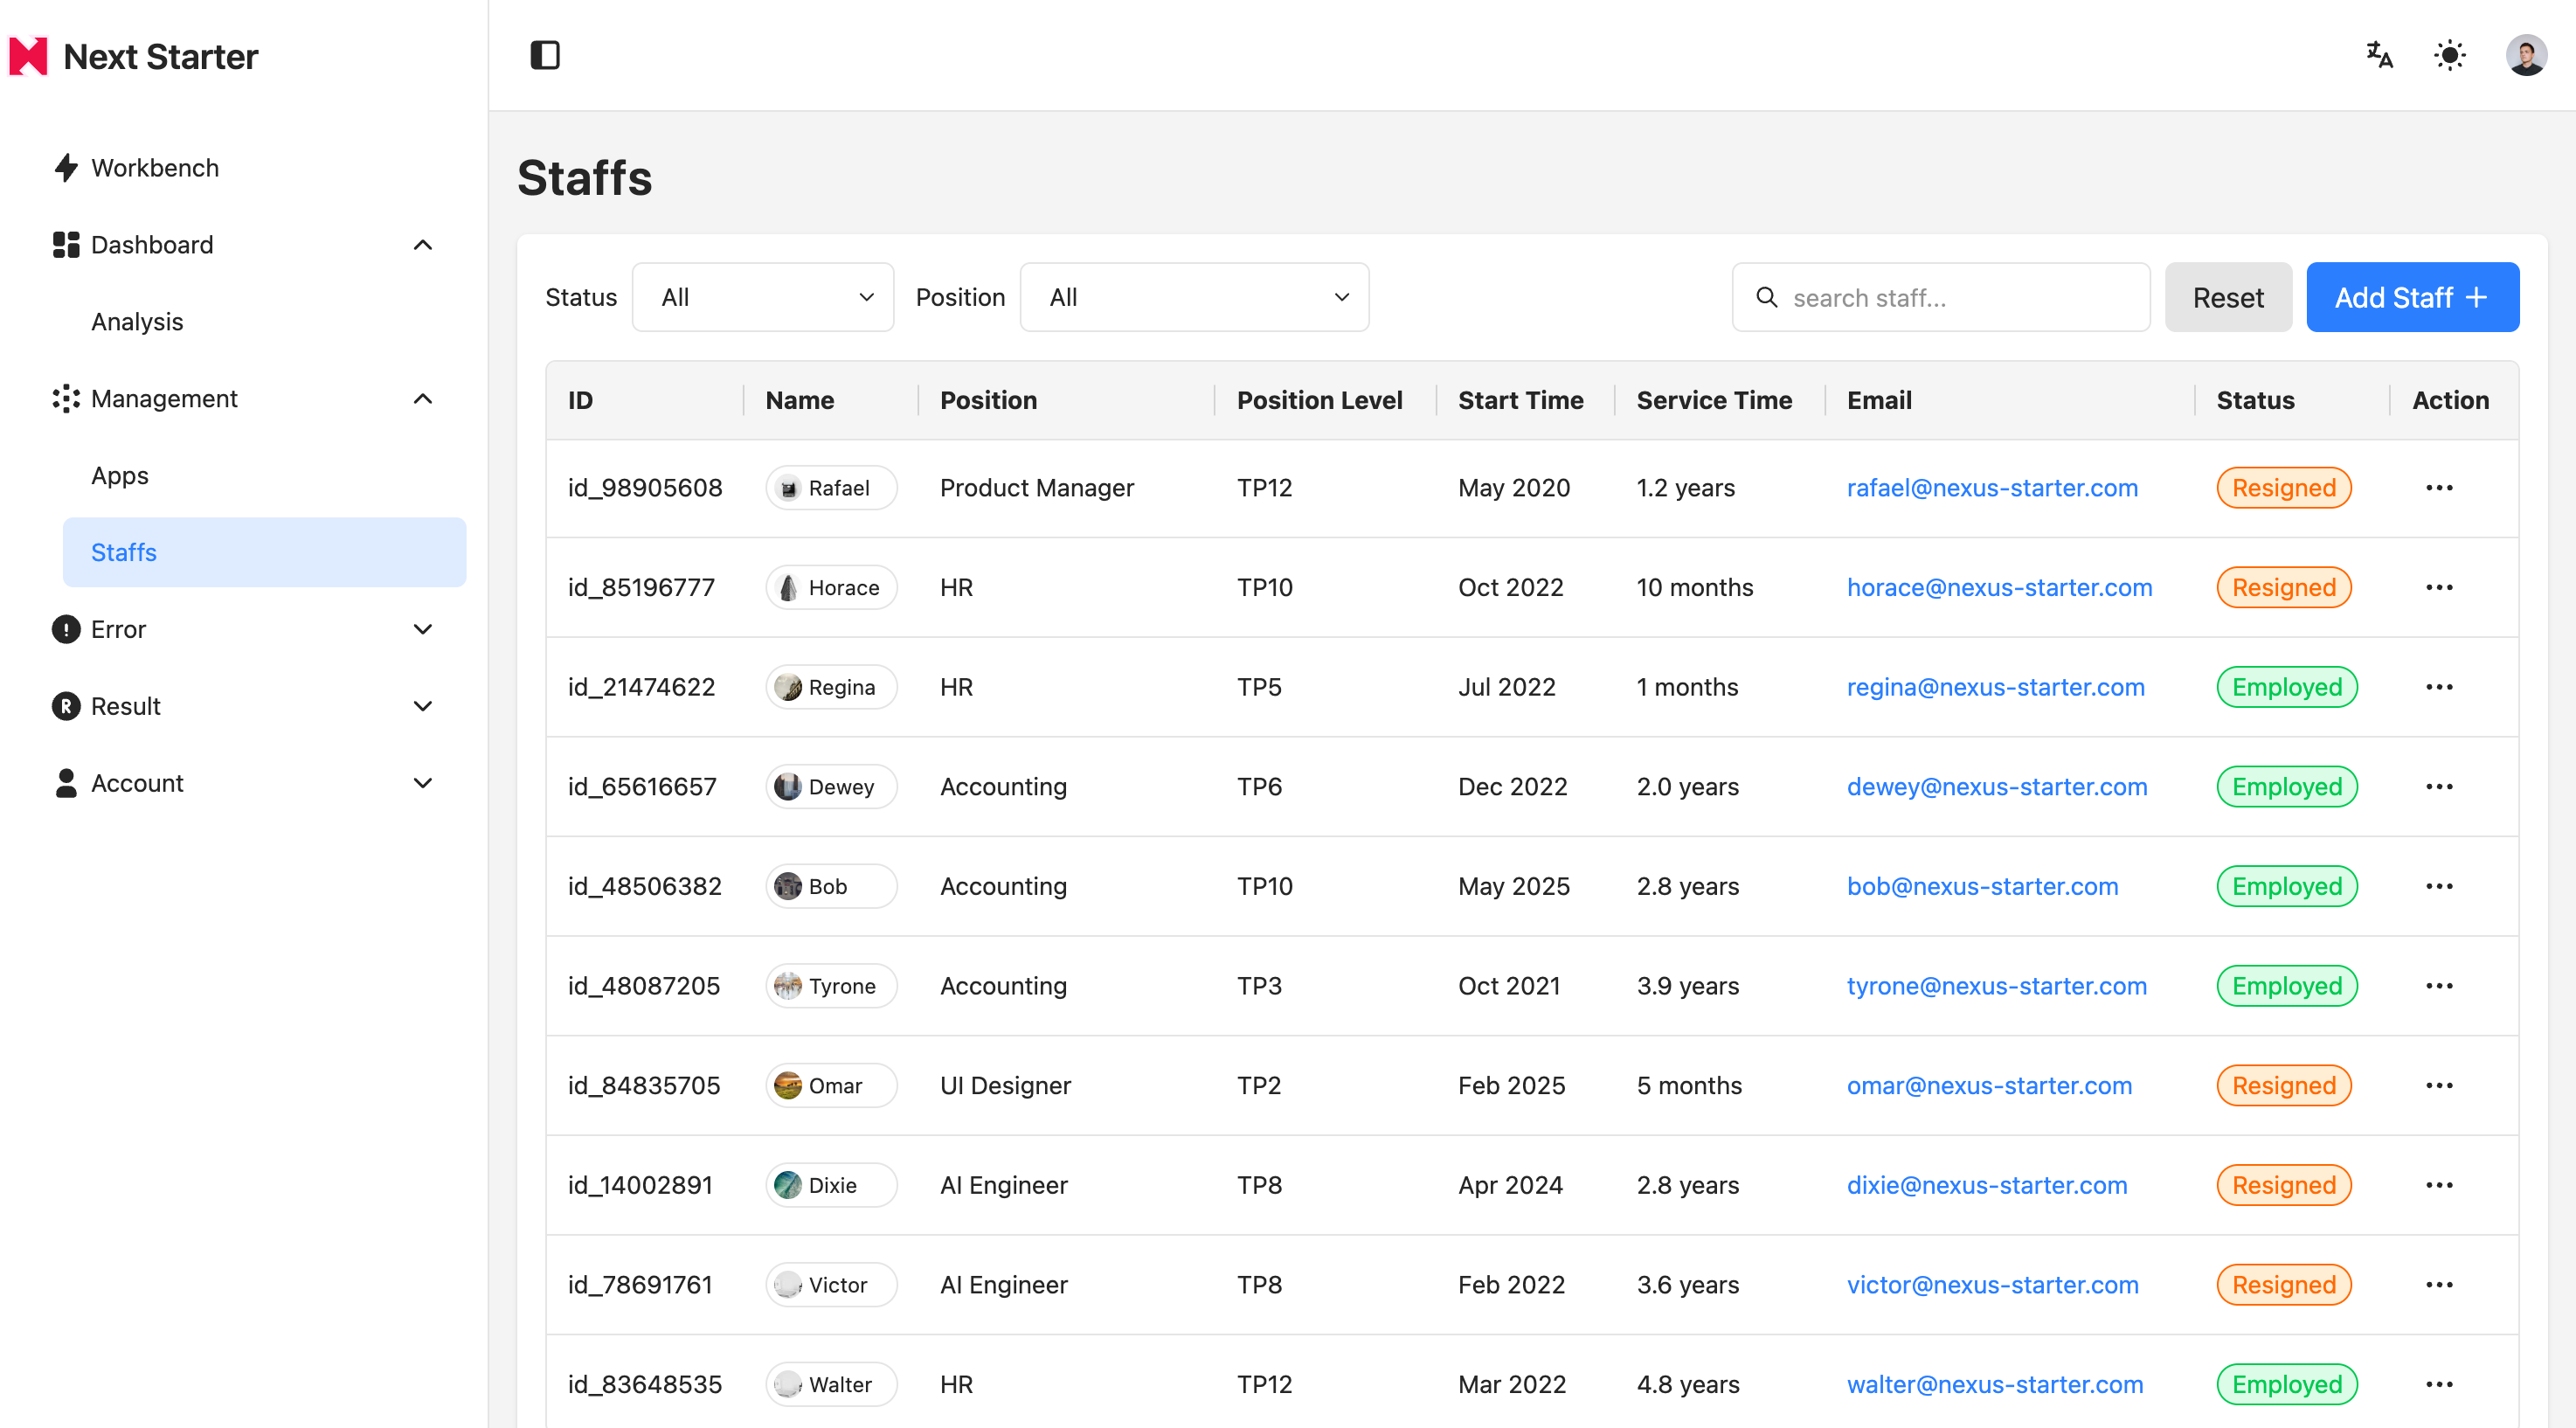 Next Starter
Workbench
Dashboard
Analysis
Management
Apps
Staffs
Error
Result
Account
Staffs
Status All Position All search staff... Reset Add Staff
ID Name Position Position Level Start Time Service Time Email Status Action
id_98905608 Rafael Product Manager TP12 May 2020 1.2 years rafael@nexus-starter.com Resigned
id_85196777 Horace HR TP10 Oct 2022 10 months horace@nexus-starter.com Resigned
id_21474622 Regina HR TP5 Jul 2022 1 months regina@nexus-starter.com Employed
id_65616657 Dewey Accounting TP6 Dec 2022 2.0 years dewey@nexus-starter.com Employed
id_48506382 Bob Accounting TP10 May 2025 2.8 years bob@nexus-starter.com Employed
id_48087205 Tyrone Accounting TP3 Oct 2021 3.9 years tyrone@nexus-starter.com Employed
id_84835705 Omar UI Designer TP2 Feb 2025 5 months omar@nexus-starter.com Resigned
id_14002891 Dixie AI Engineer TP8 Apr 2024 2.8 years dixie@nexus-starter.com Resigned
id_78691761 Victor AI Engineer TP8 Feb 2022 3.6 years victor@nexus-starter.com Resigned
id_83648535 Walter HR TP12 Mar 2022 4.8 years walter@nexus-starter.com Employed